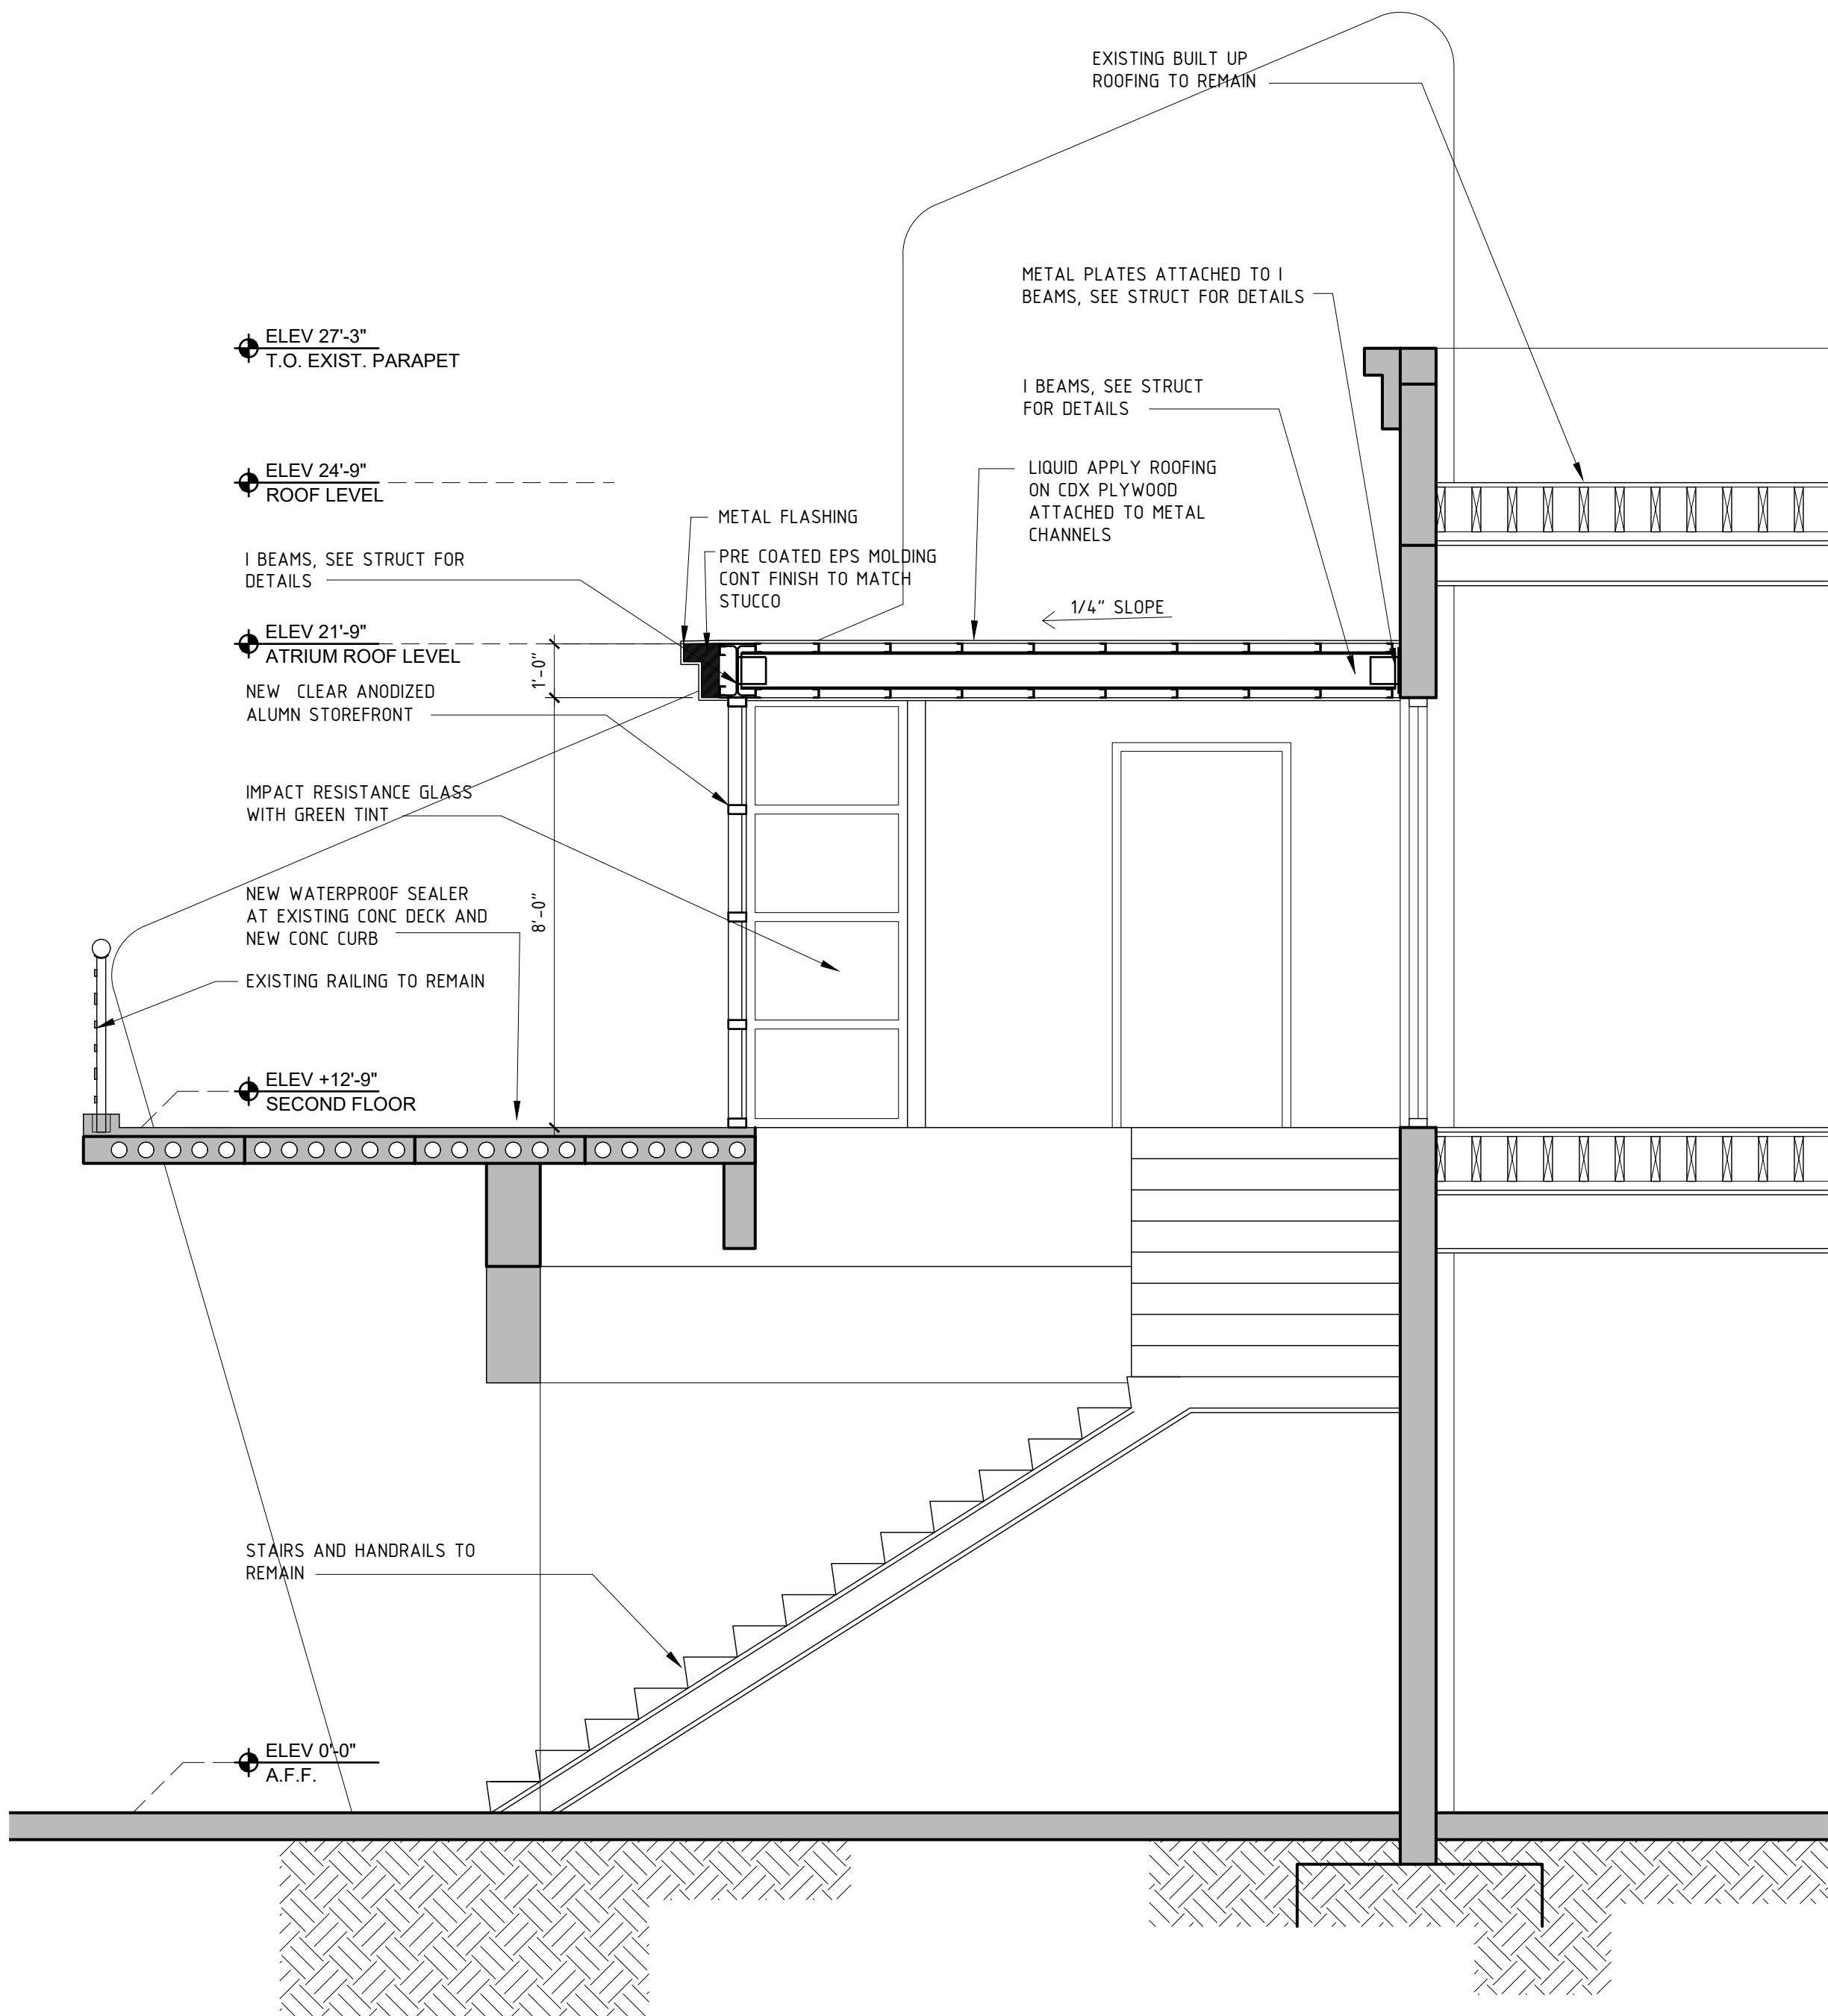 EXISTING BUILT UP
ROOFING TO REMAIN
METAL PLATES ATTACHED TO I
BEAMS, SEE STRUCT FOR DETAILS
ELEV 27'-3"
T.O. EXIST. PARAPET
I BEAMS, SEE STRUCT
FOR DETAILS
ELEV 24'-9"
ROOF LEVEL
LIQUID APPLY ROOFING
ON CDX PLYWOOD
ATTACHED TO METAL
CHANNELS
METAL FLASHING
I BEAMS, SEE STRUCT FOR
DETAILS
PRE COATED EPS MOLDING
CONT FINISH TO MATCH
STUCCO
1/4" SLOPE
ELEV 21'-9"
ATRIUM ROOF LEVEL
1'-0"
NEW CLEAR ANODIZED
ALUMN STOREFRONT
IMPACT RESISTANCE GLASS
WITH GREEN TINT
NEW WATERPROOF SEALER
AT EXISTING CONC DECK AND
NEW CONC CURB
8'-0"
EXISTING RAILING TO REMAIN
ELEV +12'-9"
SECOND FLOOR
STAIRS AND HANDRAILS TO
REMAIN
ELEV 0'-0"
A.F.F.